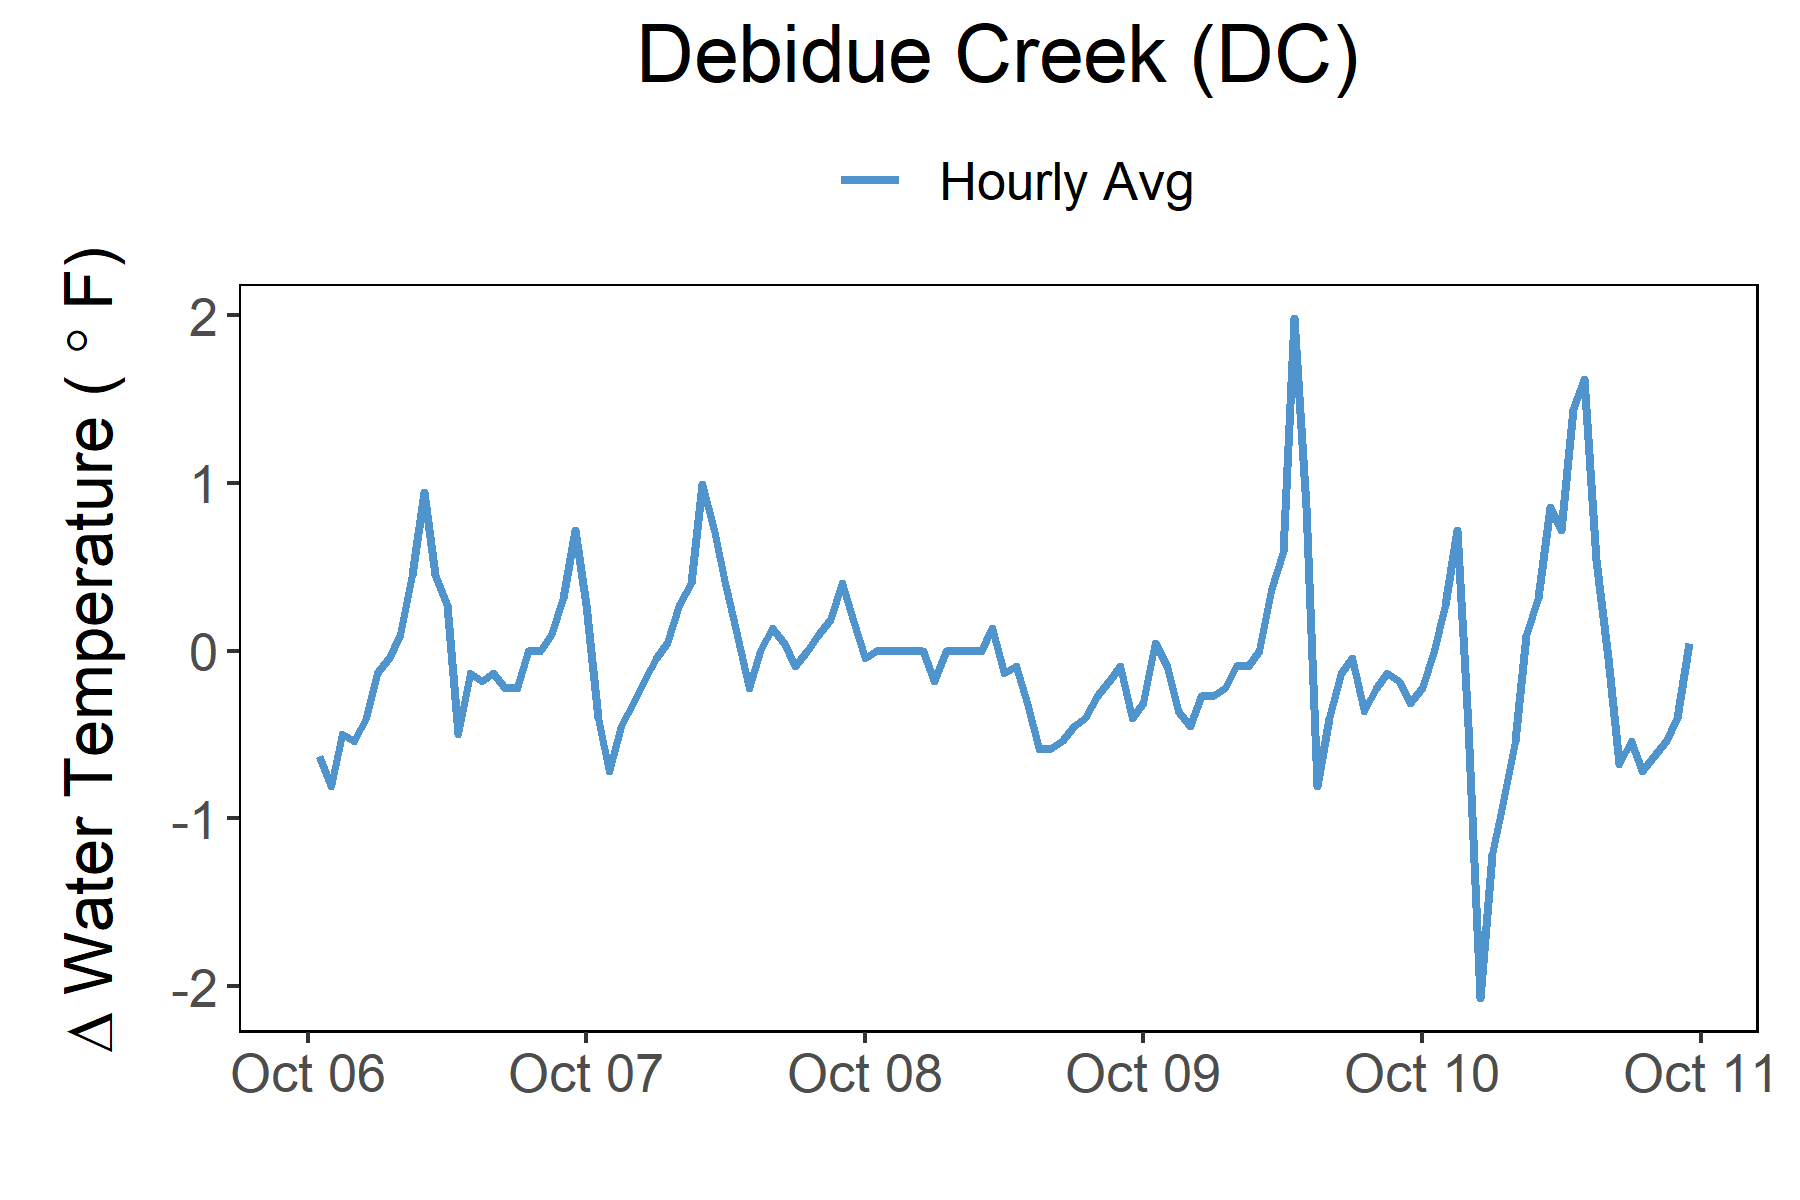 Debidue Creek (DC)
Hourly Avg
Δ Water Temperature ( ° F)
2
1
0
-1
-2
Oct 06 Oct 07 Oct 08 Oct 09 Oct 10 Oct 11